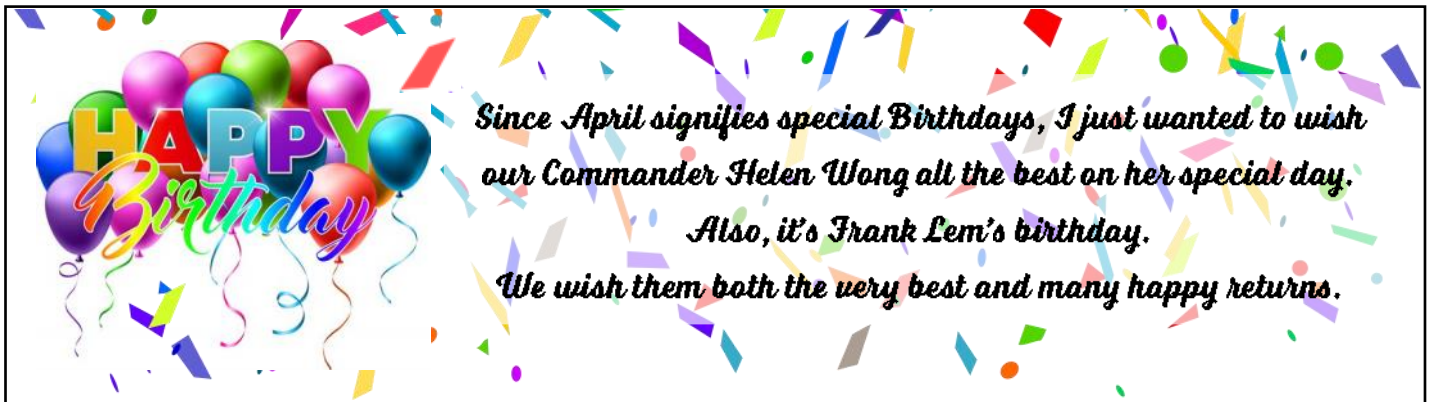 HAPPY
Birthday
Since April signifies special Birthdays, I just wanted to wish
our Commander Helen Wong all the best on her special day.
Also, it's Frank Lem's birthday.
We wish them both the very best and many happy returns.